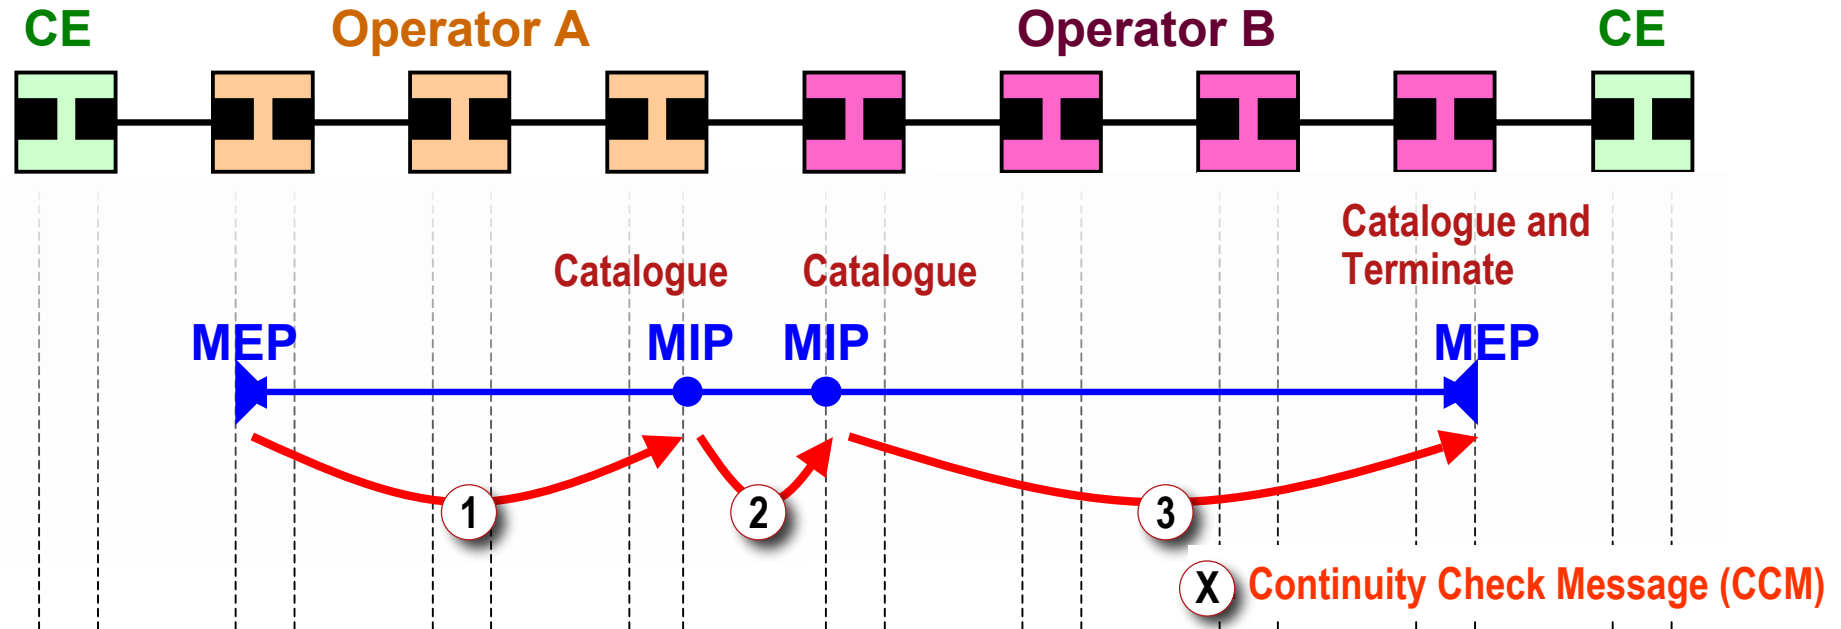 CE
Operator A
Operator B
CE
Catalogue
Catalogue
Catalogue and
Terminate
MEP
MIP
MIP
MEP
1
2
3
X
Continuity Check Message (CCM)